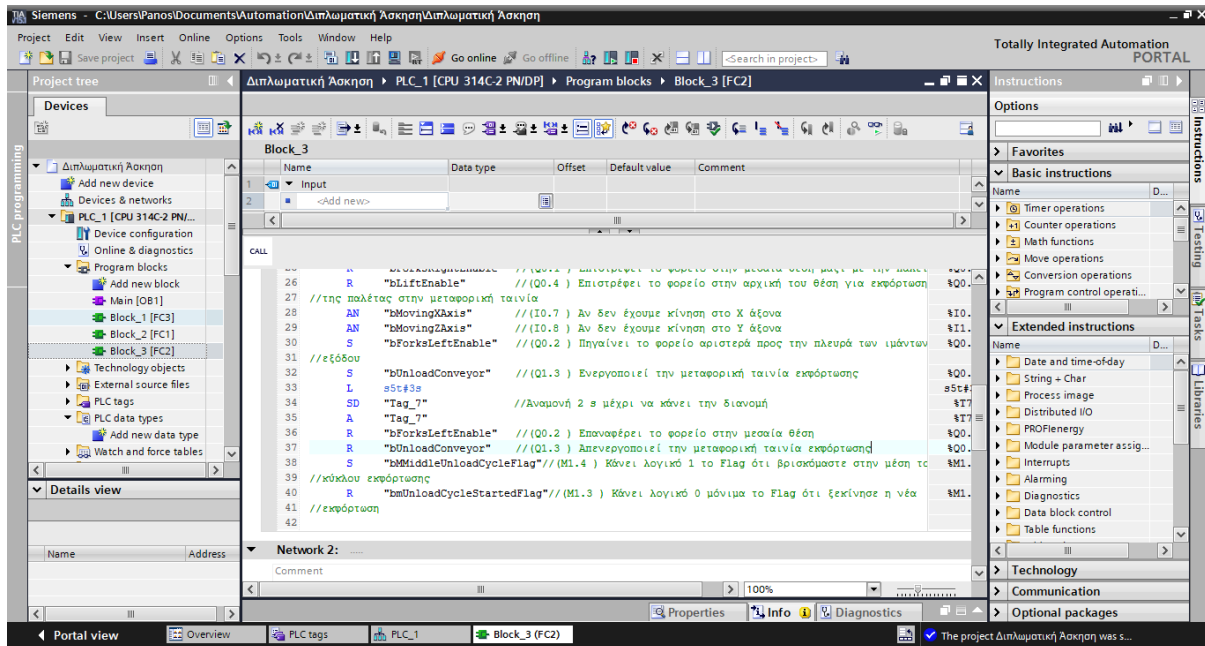 Siemens - C:\Users\Panos\Documents\Automation\Διπλωματική Άσκηση\Διπλωματική Άσκηση
Project Edit View Insert Online Options Tools Window Help
Totally Integrated Automation
PORTAL
Save project
Go online
Go offline
<Search in project>
Project tree
Διπλωματική Άσκηση PLC_1 [CPU 314C-2 PN/DP] Program blocks Block_3 [FC2]
Instructions
Devices
Options
PLC programming
Διπλωματική Άσκηση
Add new device
Devices & networks
PLC_1 [CPU 314C-2 PN/...
Device configuration
Online & diagnostics
Program blocks
Add new block
Main [OB1]
Block_1 [FC3]
Block_2 [FC1]
Block_3 [FC2]
Technology objects
External source files
PLC tags
PLC data types
Add new data type
Watch and force tables
Details view
Name Address
Block_3
Name Data type Offset Default value Comment
1 Input
2 <Add new>
CALL
26 R "bLiftEnable" //(Q0.4 ) Επιστρέφει το φορείο στην αρχική του θέση για εκφόρτωση %Q0.
27 //της παλέτας στην μεταφορική ταινία
28 AN "bMovingXAxis" //(I0.7 ) Αν δεν έχουμε κίνηση στο X άξονα %I0.
29 AN "bMovingZAxis" //(I0.8 ) Αν δεν έχουμε κίνηση στο Y άξονα %I1.
30 S "bForksLeftEnable" //(Q0.2 ) Πηγαίνει το φορείο αριστερά προς την πλευρά των ιμάντων %Q0.
31 //εξόδου
32 S "bUnloadConveyor" //(Q1.3 ) Ενεργοποιεί την μεταφορική ταινία εκφόρτωσης %Q0.
33 L s5t#3s s5t#:
34 SD "Tag_7" //Αναμονή 2 s μέχρι να κάνει την διανομή %T7
35 A "Tag_7" %T7
36 R "bForksLeftEnable" //(Q0.2 ) Επαναφέρει το φορείο στην μεσαία θέση %Q0.
37 R "bUnloadConveyor" //(Q1.3 ) Απενεργοποιεί την μεταφορική ταινία εκφόρτωσης %Q0.
38 S "bMMiddleUnloadCycleFlag"//(M1.4 ) Κάνει λογικό 1 το Flag ότι βρισκόμαστε στην μέση το %M1.
39 //κύκλου εκφόρτωσης
40 R "bmUnloadCycleStartedFlag"//(M1.3 ) Κάνει λογικό 0 μόνιμα το Flag ότι ξεκίνησε η νέα %M1.
41 //εκφόρτωση
42
Network 2: .....
Comment
100%
Properties Info Diagnostics
Favorites
Basic instructions
Name D...
Timer operations
Counter operations
Math functions
Move operations
Conversion operations
Program control operati...
Extended instructions
Name D...
Date and time-of-day
String + Char
Process image
Distributed I/O
PROFIenergy
Module parameter assig...
Interrupts
Alarming
Diagnostics
Data block control
Table functions
Technology
Communication
Optional packages
Instructions
Testing
Tasks
Libraries
Portal view Overview PLC tags PLC_1 Block_3 (FC2) The project Διπλωματική Άσκηση was s...